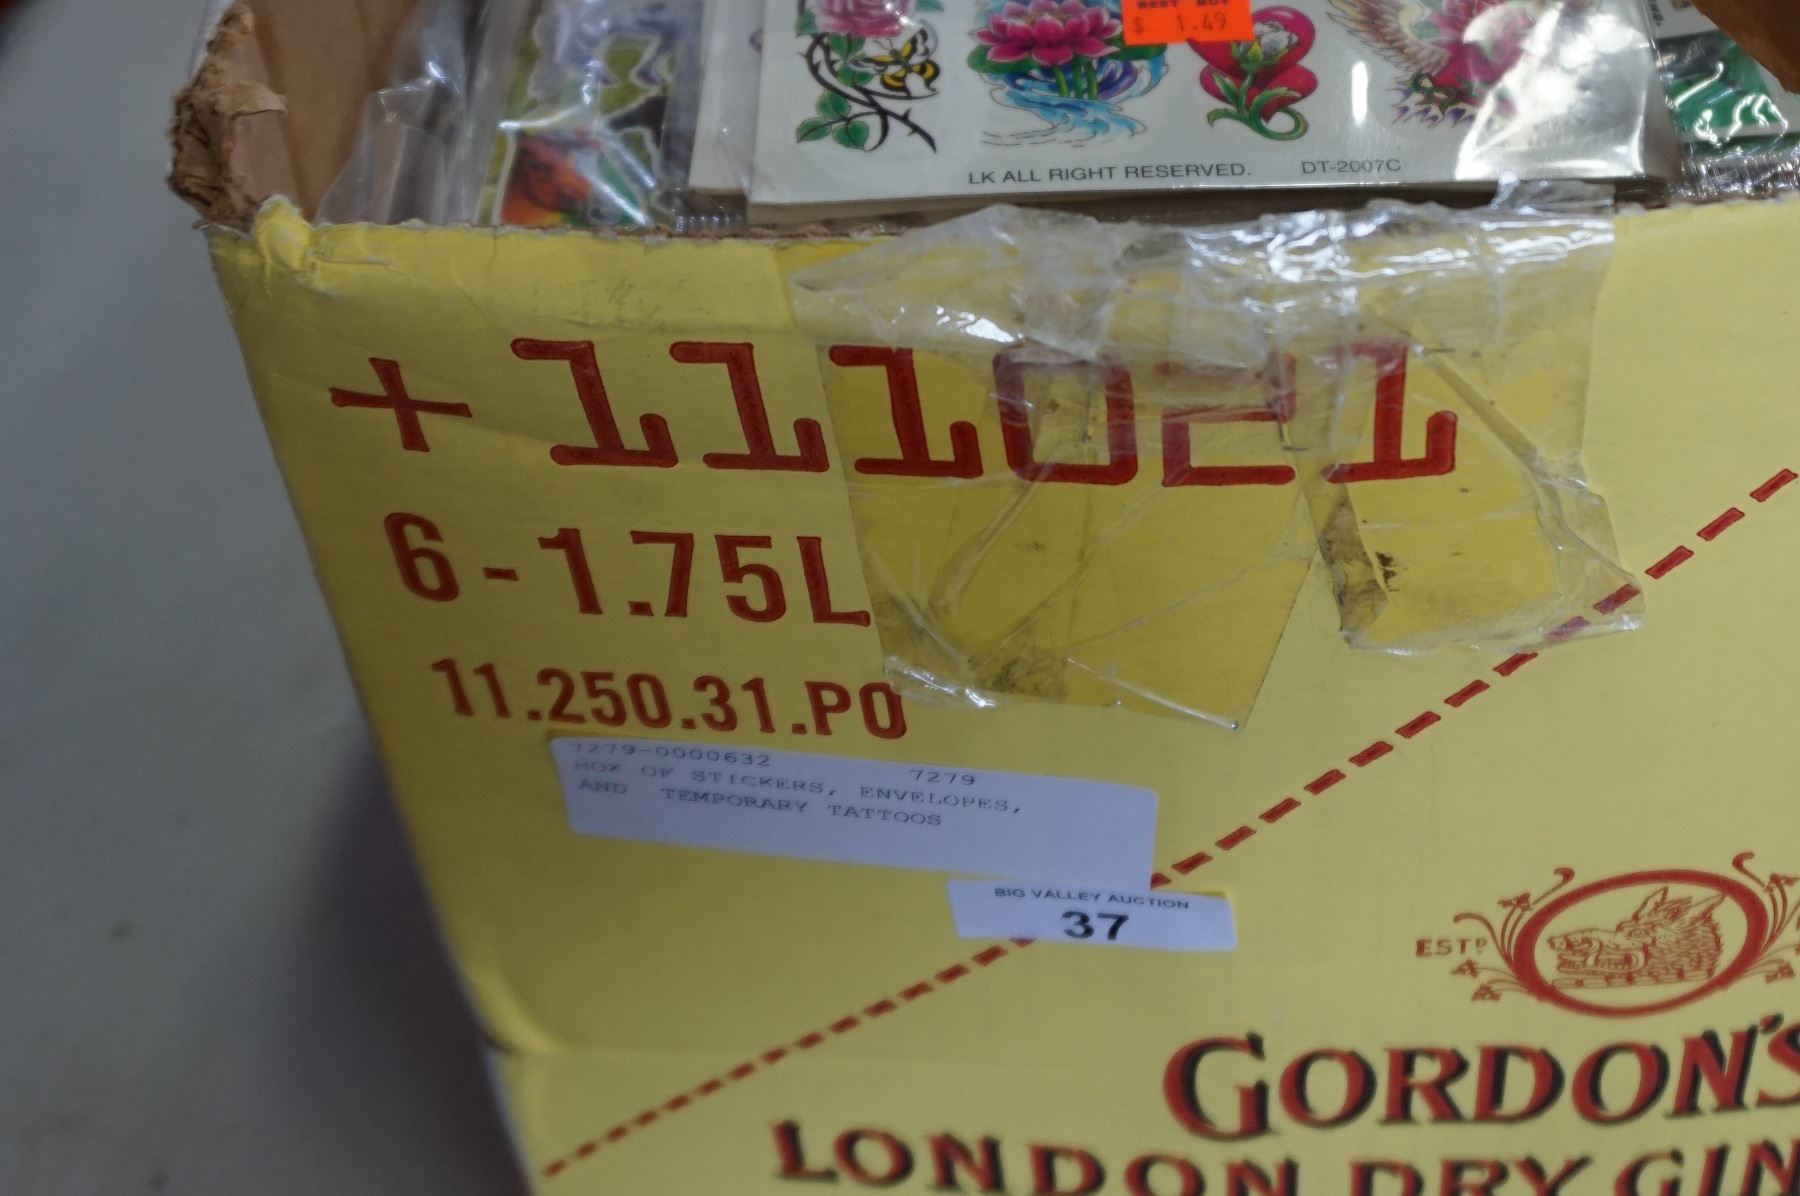 BEST BUY
$ 1.49
LK ALL RIGHT RESERVED. DT-2007C
+111021
6-1.75L
11.250.31.PO
7279-0000632 7279
BOX OF STICKERS, ENVELOPES,
AND TEMPORARY TATTOOS
BIG VALLEY AUCTION
37
ESTD
GORDON'S
LONDON DRY GIN